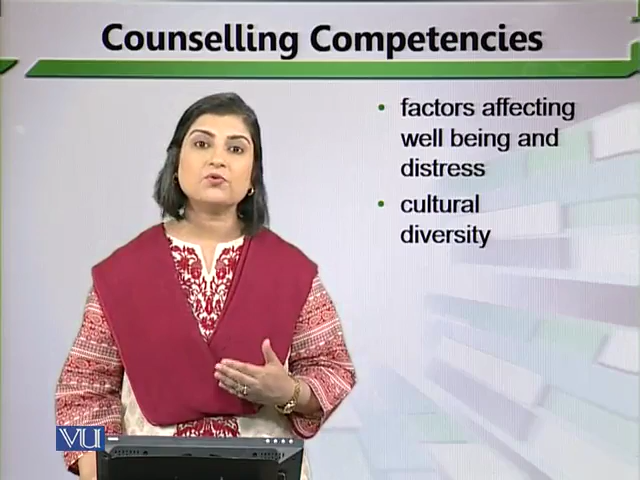 Counselling Competencies
• factors affecting
well being and
distress
• cultural
diversity
VU